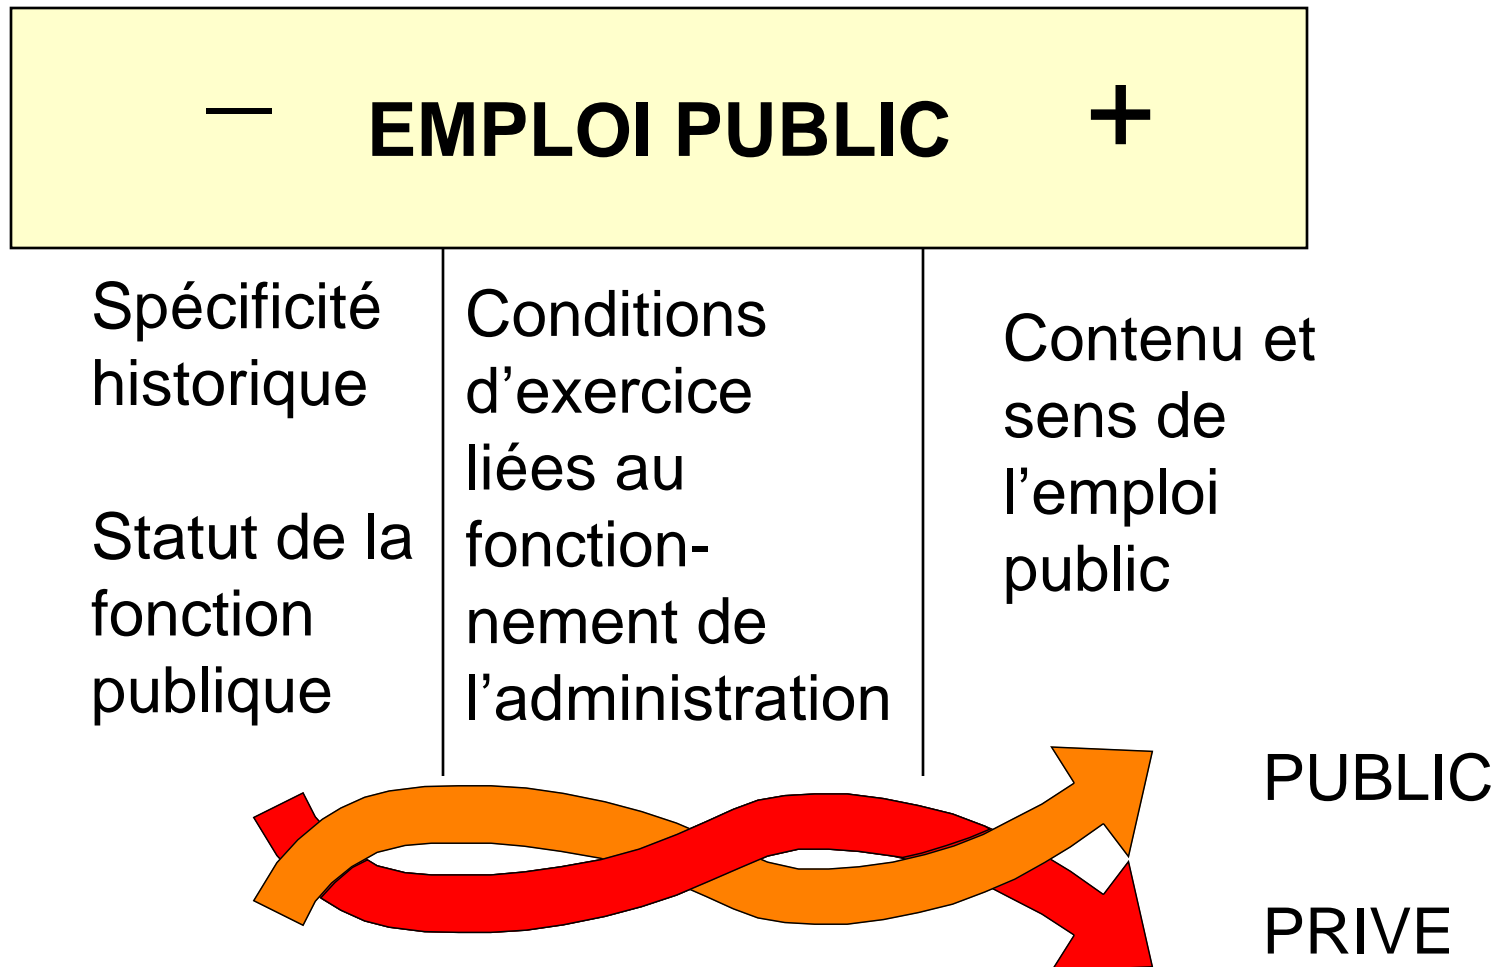 – EMPLOI PUBLIC +
Spécificité
historique
Statut de la
fonction
publique
Conditions
d’exercice
liées au
fonction-
nement de
l’administration
Contenu et
sens de
l’emploi
public
PUBLIC
PRIVE